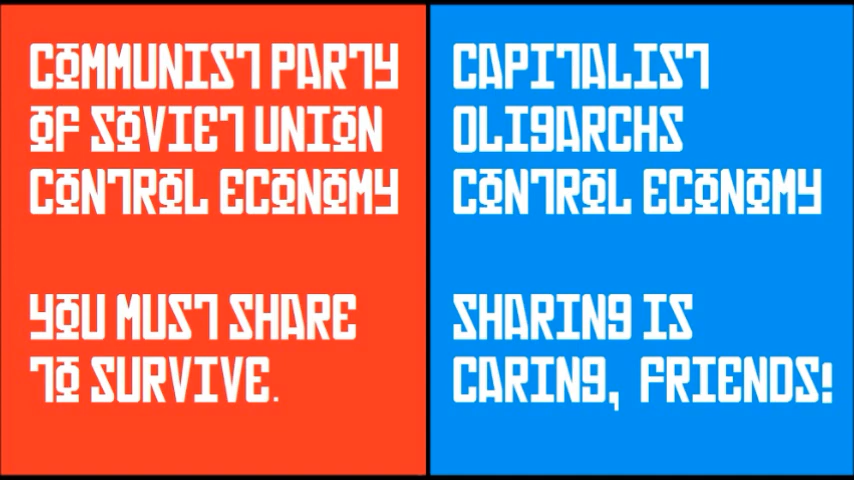 COMMUNIST PARTY
OF SOVIET UNION
CONTROL ECONOMY
YOU MUST SHARE
TO SURVIVE.
CAPITALIST
OLIGARCHS
CONTROL ECONOMY
SHARING IS
CARING, FRIENDS!